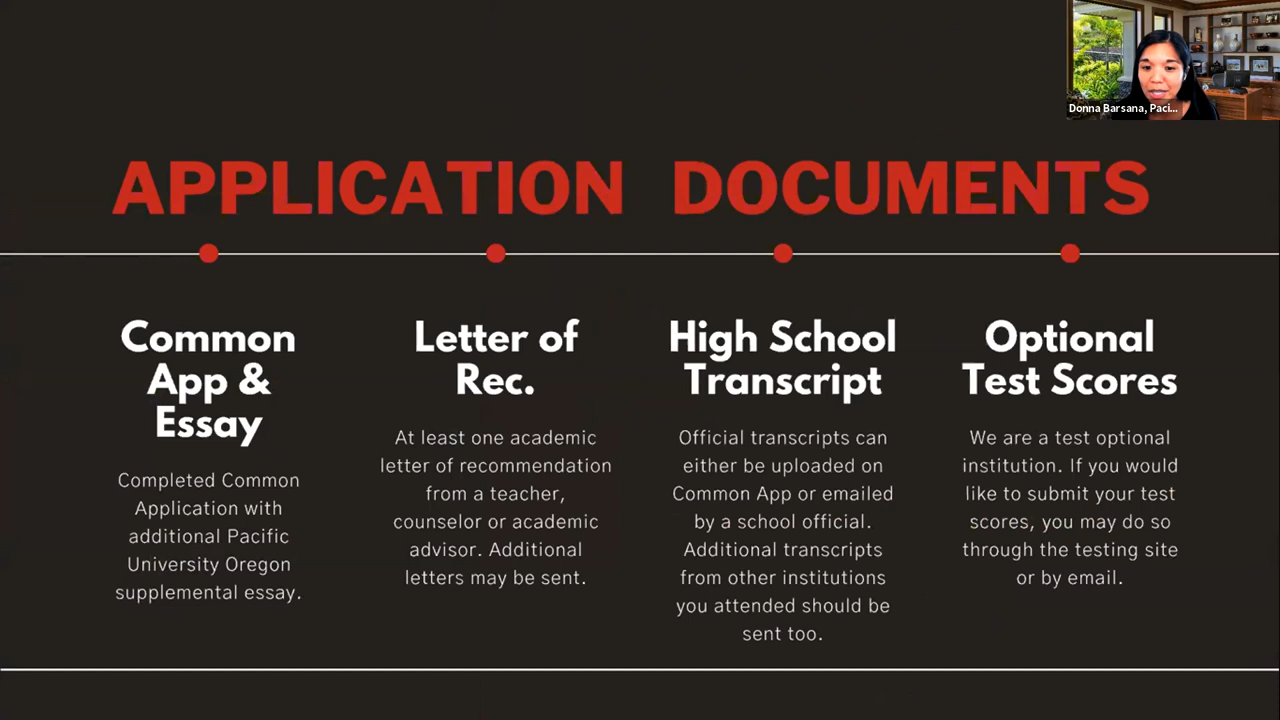 Donna Barsana, Paci...
APPLICATION DOCUMENTS
Common
App &
Essay
Completed Common
Application with
additional Pacific
University Oregon
supplemental essay.
Letter of
Rec.
At least one academic
letter of recommendation
from a teacher,
counselor or academic
advisor. Additional
letters may be sent.
High School
Transcript
Official transcripts can
either be uploaded on
Common App or emailed
by a school official.
Additional transcripts
from other institutions
you attended should be
sent too.
Optional
Test Scores
We are a test optional
institution. If you would
like to submit your test
scores, you may do so
through the testing site
or by email.